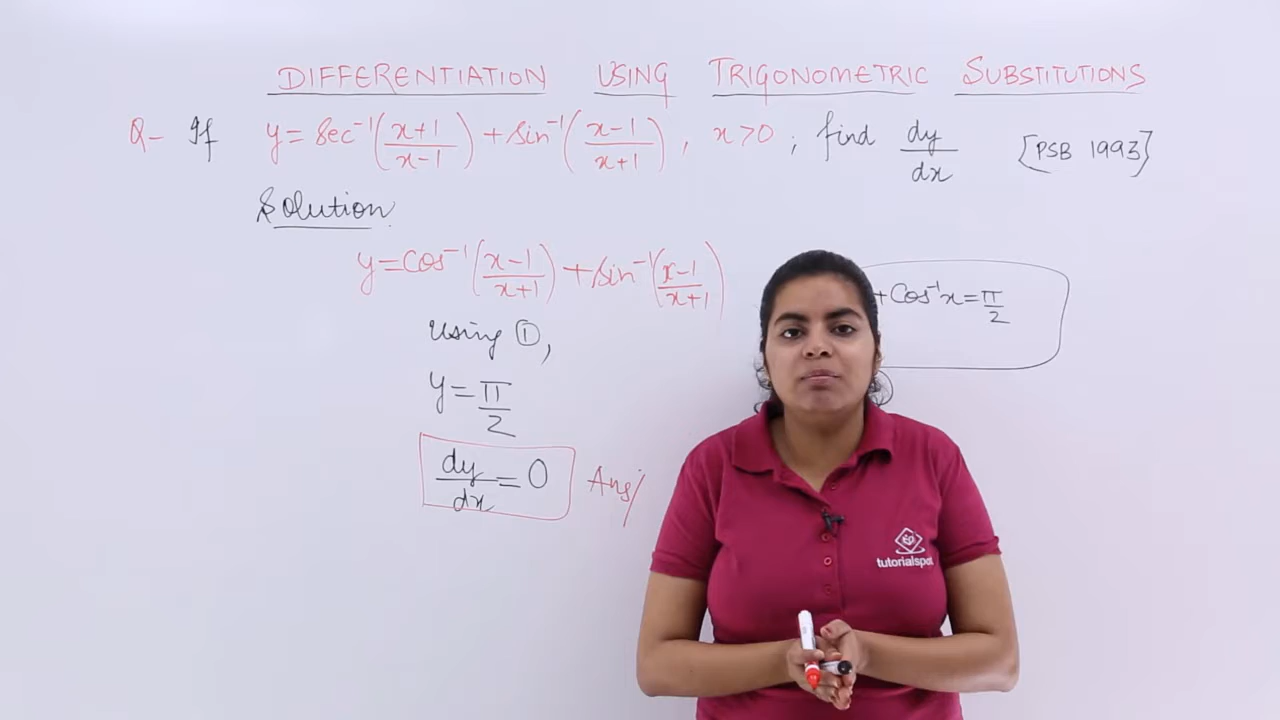 DIFFERENTIATION USING TRIGONOMETRIC SUBSTITUTIONS
Q- If y = sec⁻¹((x+1)/(x-1)) + sin⁻¹((x-1)/(x+1)), x>0; find dy/dx [PSB 1993]
Solution.
y=cos⁻¹((x-1)/(x+1)) + sin⁻¹((x-1)/(x+1))
+ Cos⁻¹x = π/2
Using ①,
y = π/2
dy/dx = 0 Ans/
tutorialspo